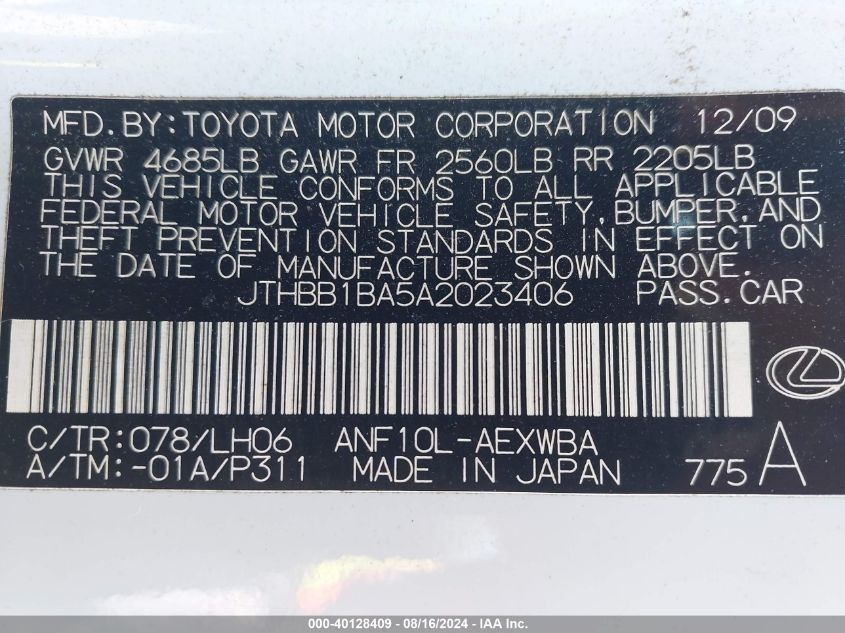 MFD.BY:TOYOTA MOTOR CORPORATION 12/09
GVWR 4685LB GAWR FR 2560LB RR 2205LB
THIS VEHICLE CONFORMS TO ALL APPLICABLE
FEDERAL MOTOR VEHICLE SAFETY,BUMPER,AND
THEFT PREVENTION STANDARDS IN EFFECT ON
THE DATE OF MANUFACTURE SHOWN ABOVE.
JTHBB1BA5A2023406 PASS.CAR
C/TR:078/LH06 ANF10L-AEXWBA
A/TM:-01A/P311 MADE IN JAPAN 775A
000-40128409 - 08/16/2024 - IAA Inc.